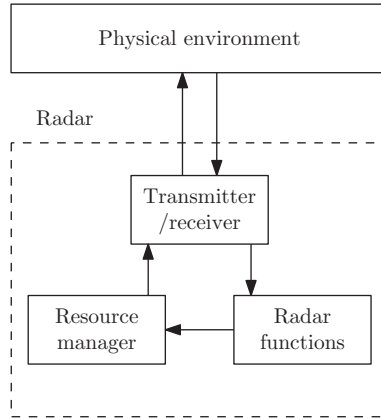 Physical environment
Radar
Transmitter
/receiver
Resource
manager
Radar
functions